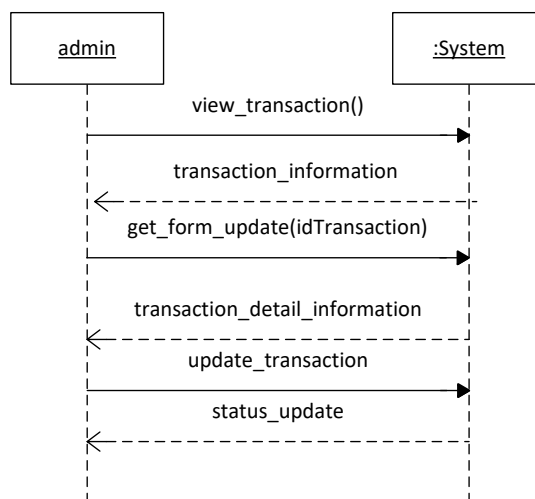 admin
:System
view_transaction()
transaction_information
get_form_update(idTransaction)
transaction_detail_information
update_transaction
status_update